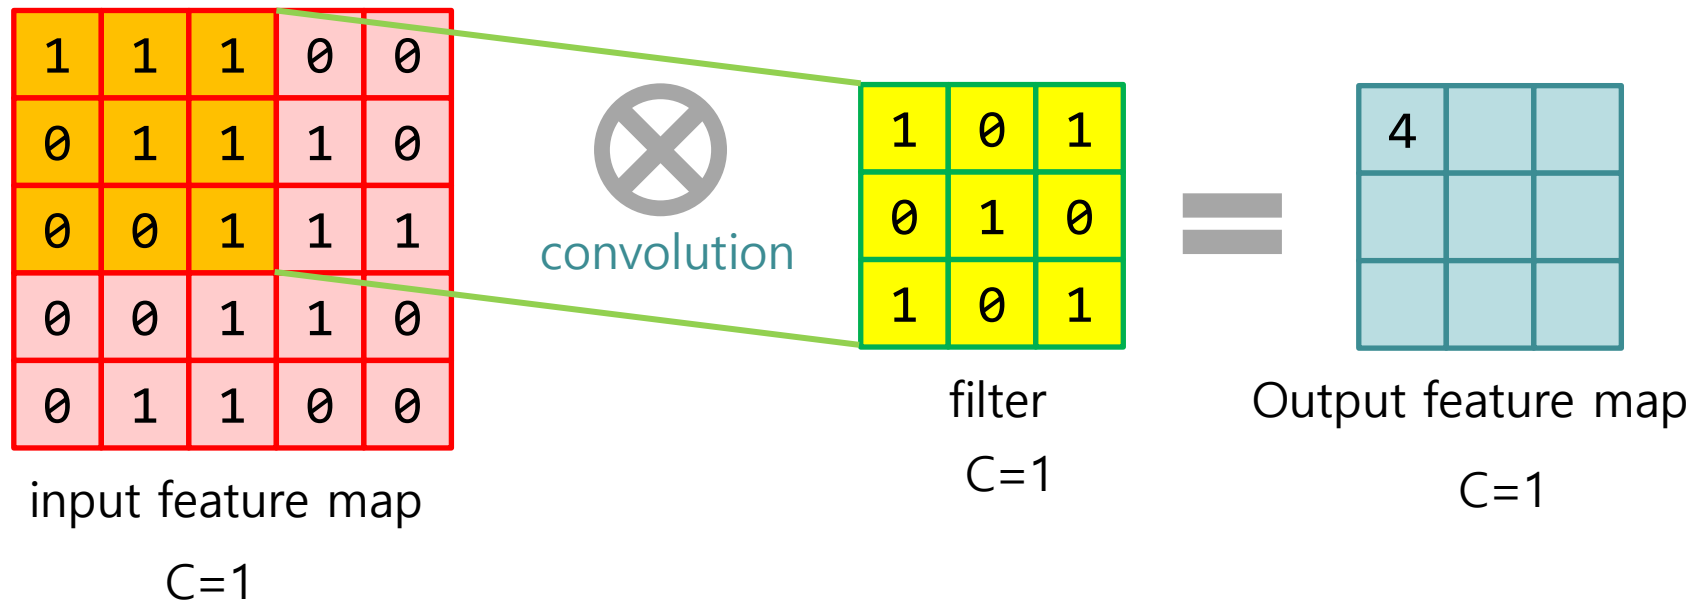 1 1 1 0 0
0 1 1 1 0
0 0 1 1 1
0 0 1 1 0
0 1 1 0 0
input feature map
C=1
convolution
1 0 1
0 1 0
1 0 1
filter
C=1
4
Output feature map
C=1